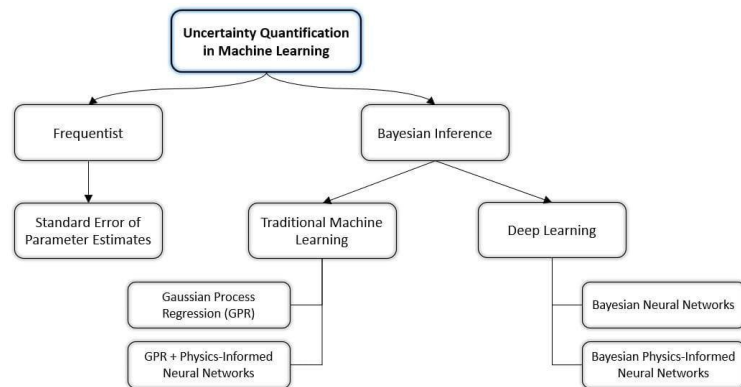 Uncertainty Quantification
in Machine Learning
Frequentist
Bayesian Inference
Standard Error of
Parameter Estimates
Traditional Machine
Learning
Deep Learning
Gaussian Process
Regression (GPR)
Bayesian Neural Networks
GPR + Physics-Informed
Neural Networks
Bayesian Physics-Informed
Neural Networks